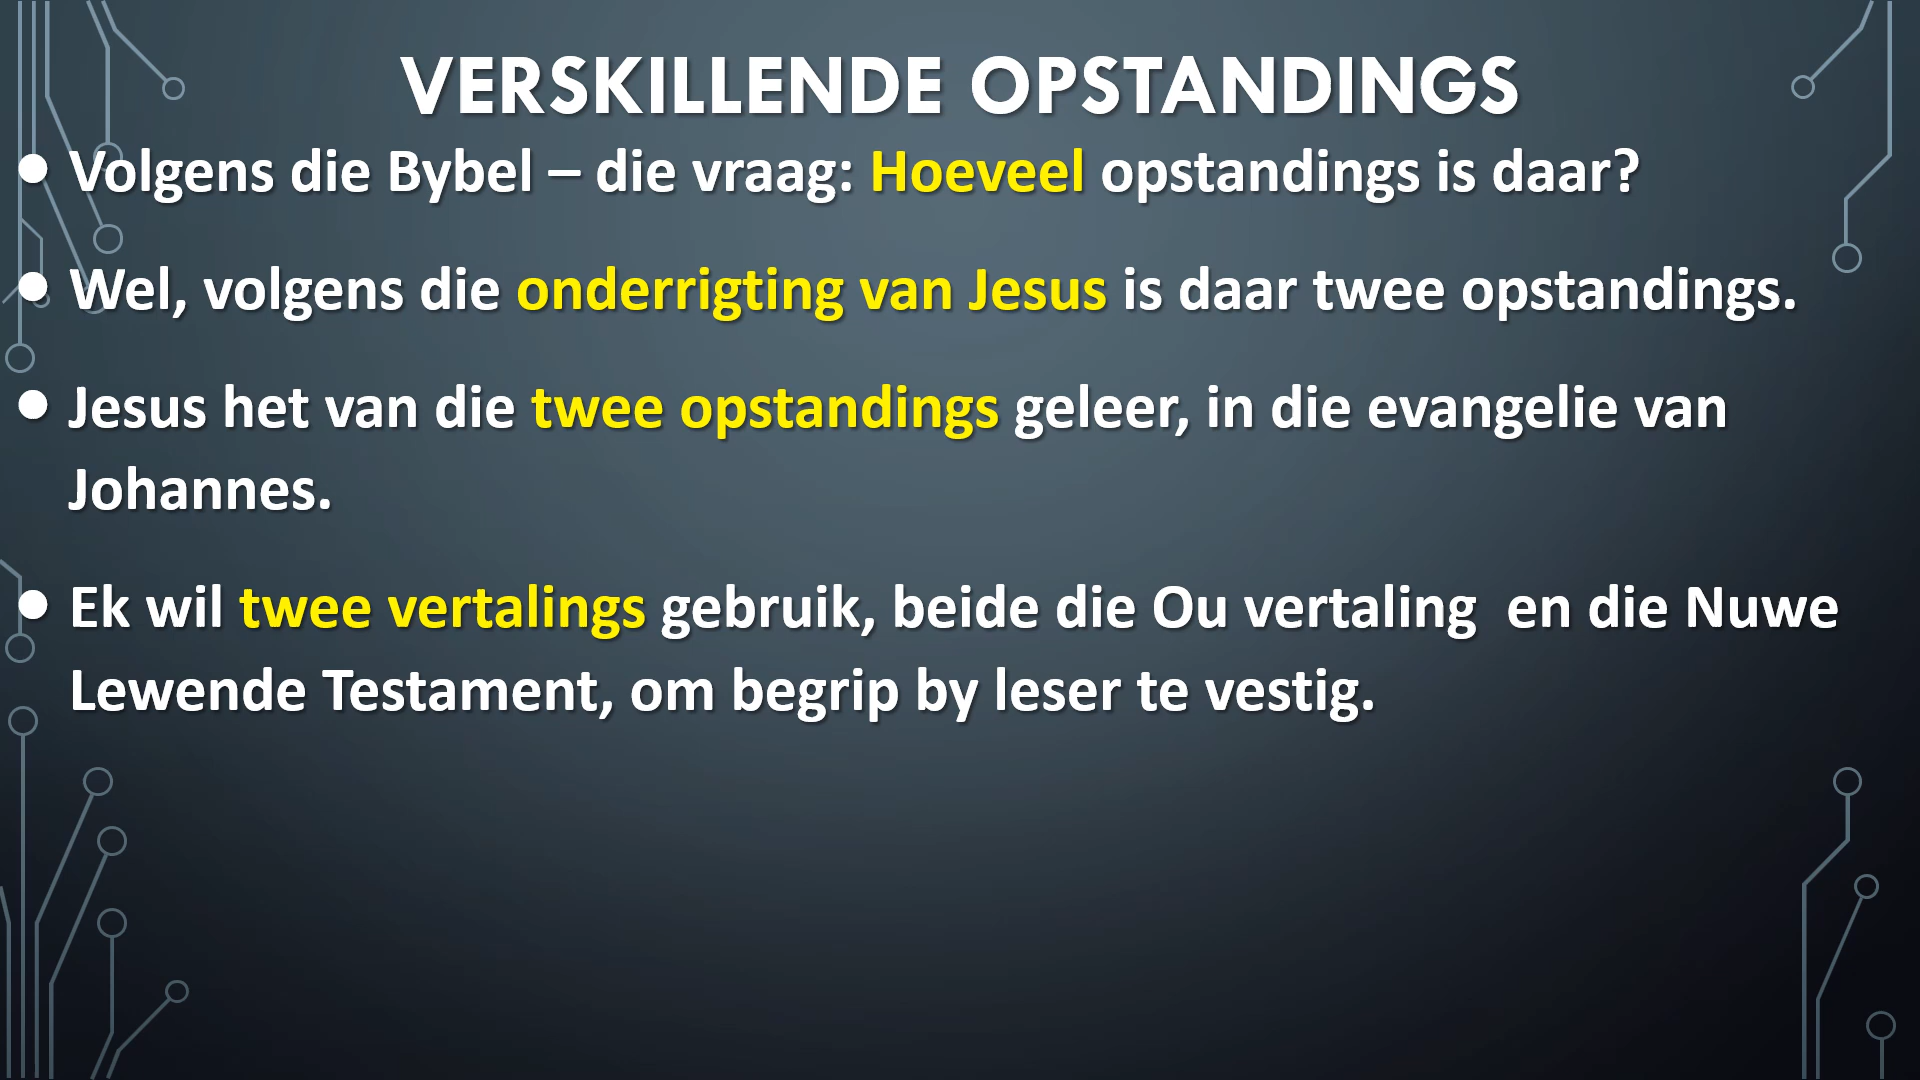 VERSKILLENDE OPSTANDINGS
• Volgens die Bybel – die vraag: Hoeveel opstandings is daar?
• Wel, volgens die onderrigting van Jesus is daar twee opstandings.
• Jesus het van die twee opstandings geleer, in die evangelie van
Johannes.
• Ek wil twee vertalings gebruik, beide die Ou vertaling  en die Nuwe
Lewende Testament, om begrip by leser te vestig.